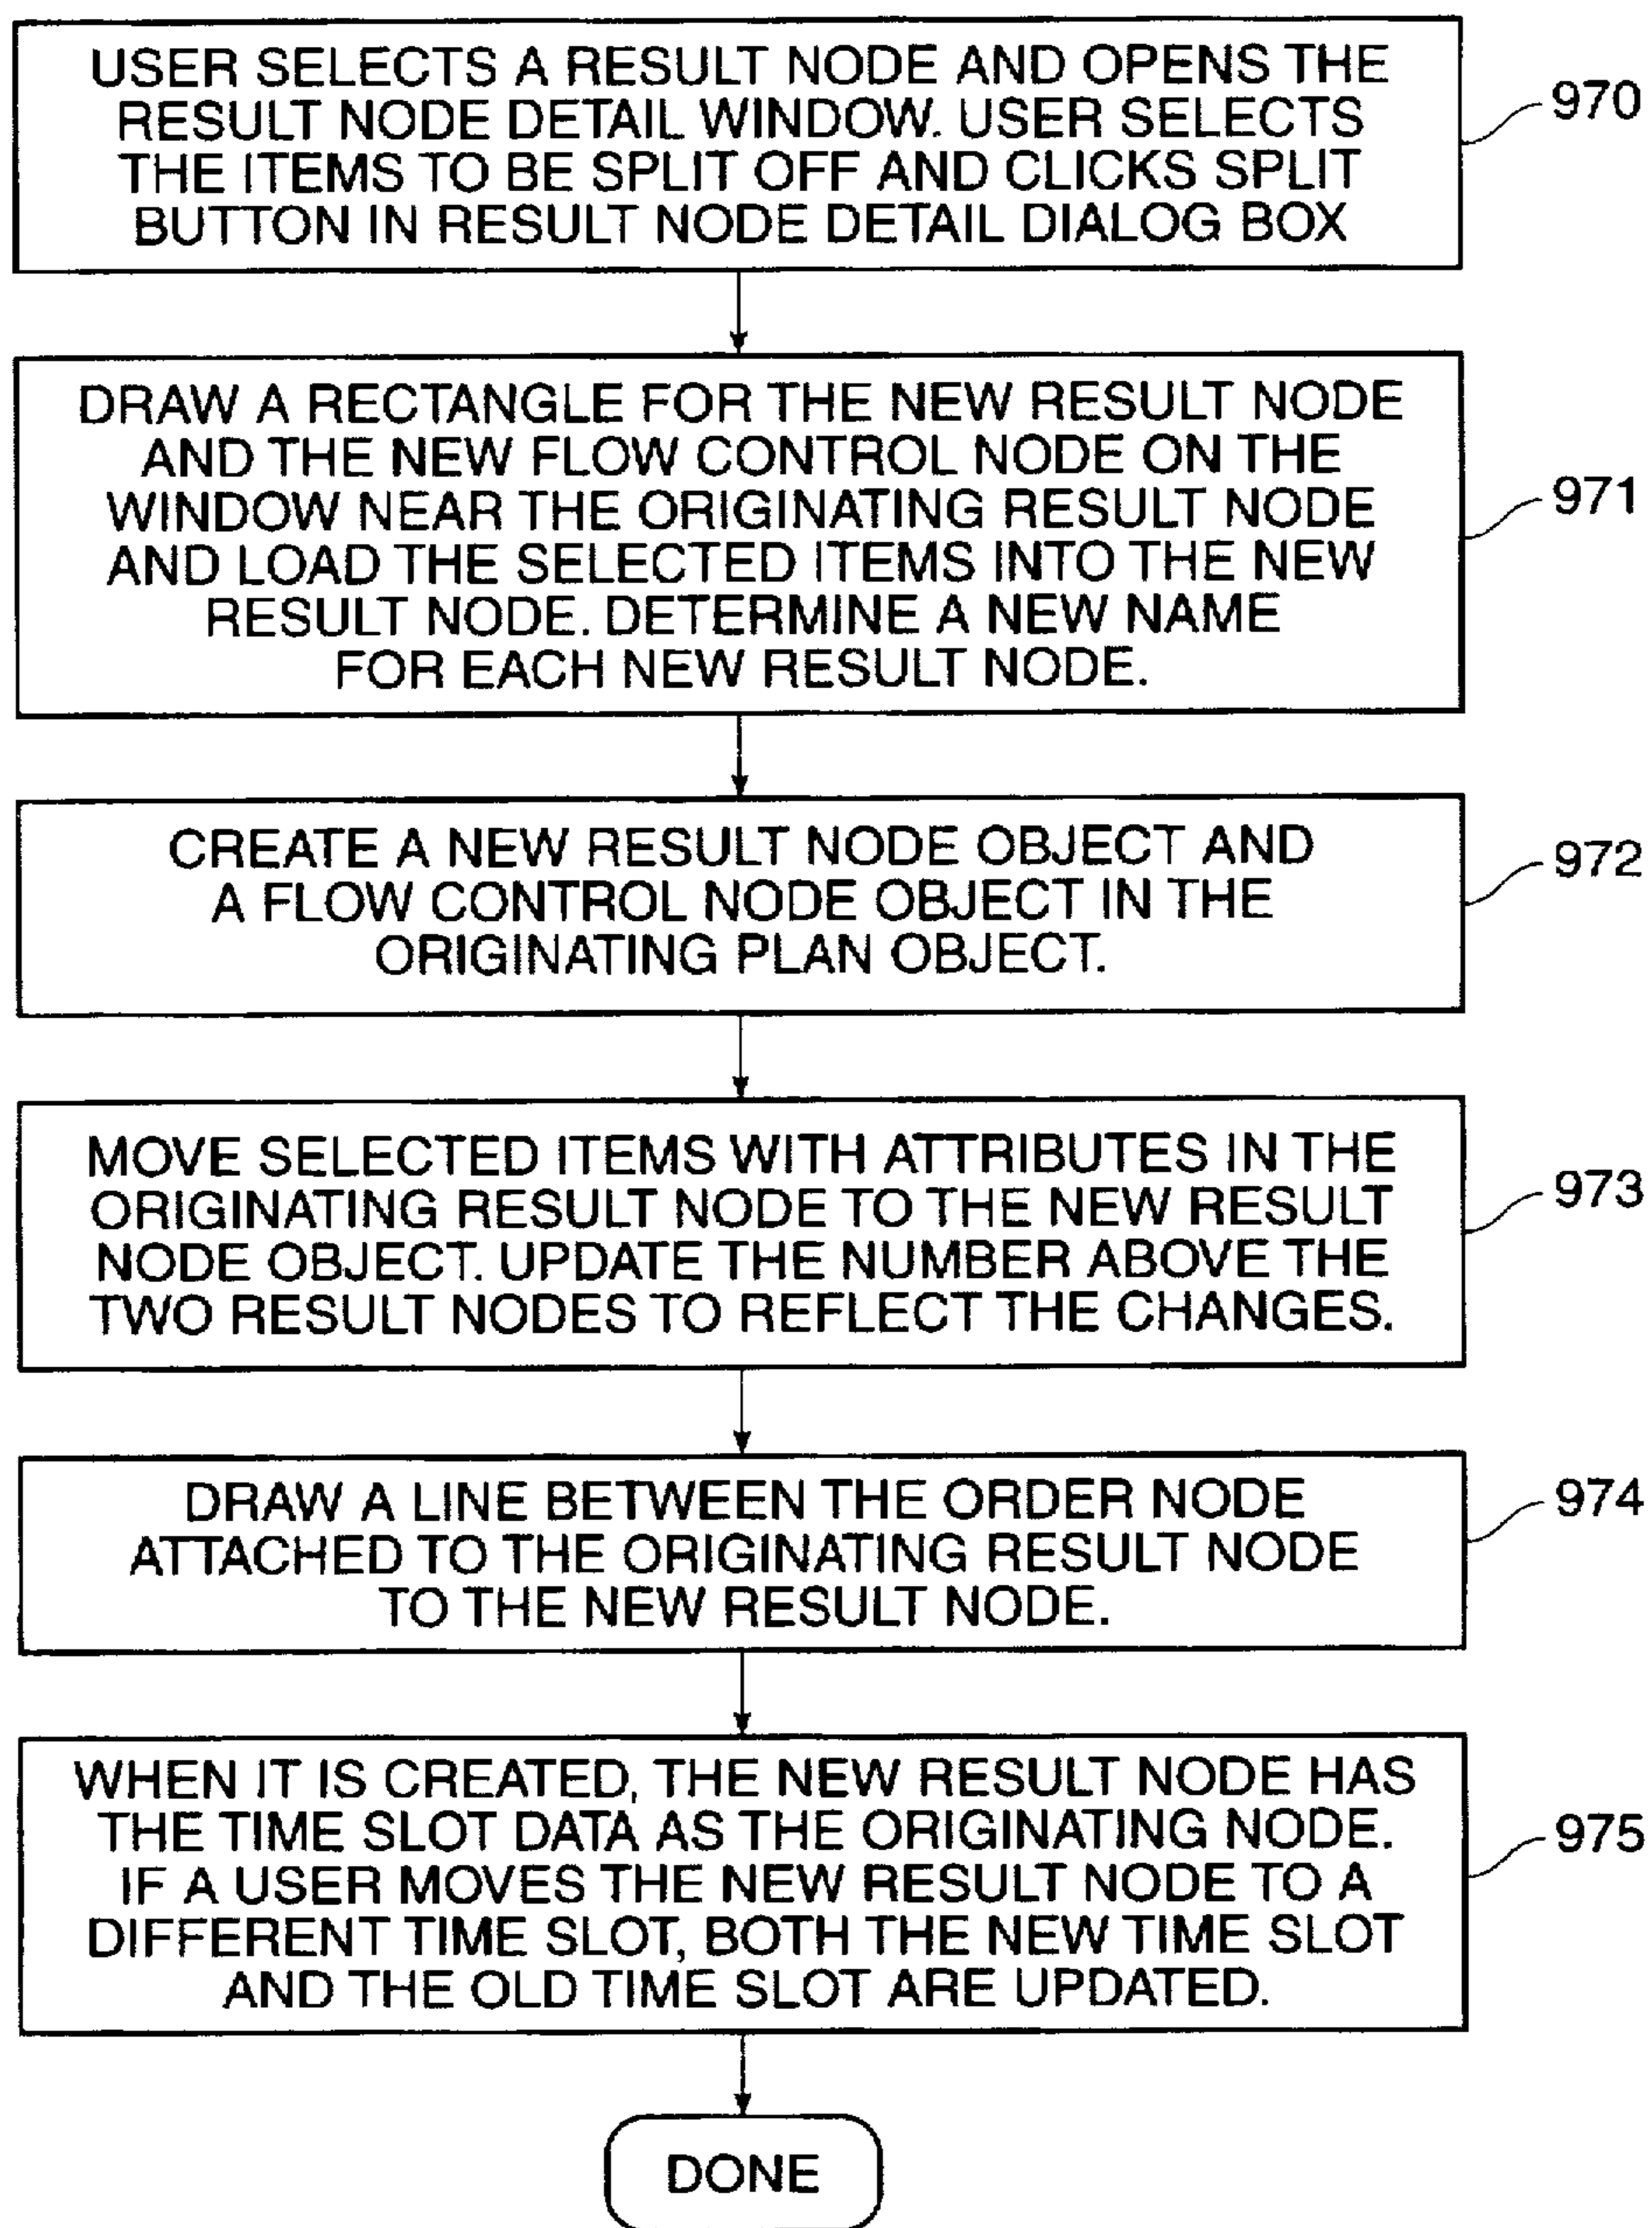 USER SELECTS A RESULT NODE AND OPENS THE
RESULT NODE DETAIL WINDOW. USER SELECTS
THE ITEMS TO BE SPLIT OFF AND CLICKS SPLIT
BUTTON IN RESULT NODE DETAIL DIALOG BOX
970
DRAW A RECTANGLE FOR THE NEW RESULT NODE
AND THE NEW FLOW CONTROL NODE ON THE
WINDOW NEAR THE ORIGINATING RESULT NODE
AND LOAD THE SELECTED ITEMS INTO THE NEW
RESULT NODE. DETERMINE A NEW NAME
FOR EACH NEW RESULT NODE.
971
CREATE A NEW RESULT NODE OBJECT AND
A FLOW CONTROL NODE OBJECT IN THE
ORIGINATING PLAN OBJECT.
972
MOVE SELECTED ITEMS WITH ATTRIBUTES IN THE
ORIGINATING RESULT NODE TO THE NEW RESULT
NODE OBJECT. UPDATE THE NUMBER ABOVE THE
TWO RESULT NODES TO REFLECT THE CHANGES.
973
DRAW A LINE BETWEEN THE ORDER NODE
ATTACHED TO THE ORIGINATING RESULT NODE
TO THE NEW RESULT NODE.
974
WHEN IT IS CREATED, THE NEW RESULT NODE HAS
THE TIME SLOT DATA AS THE ORIGINATING NODE.
IF A USER MOVES THE NEW RESULT NODE TO A
DIFFERENT TIME SLOT, BOTH THE NEW TIME SLOT
AND THE OLD TIME SLOT ARE UPDATED.
975
DONE